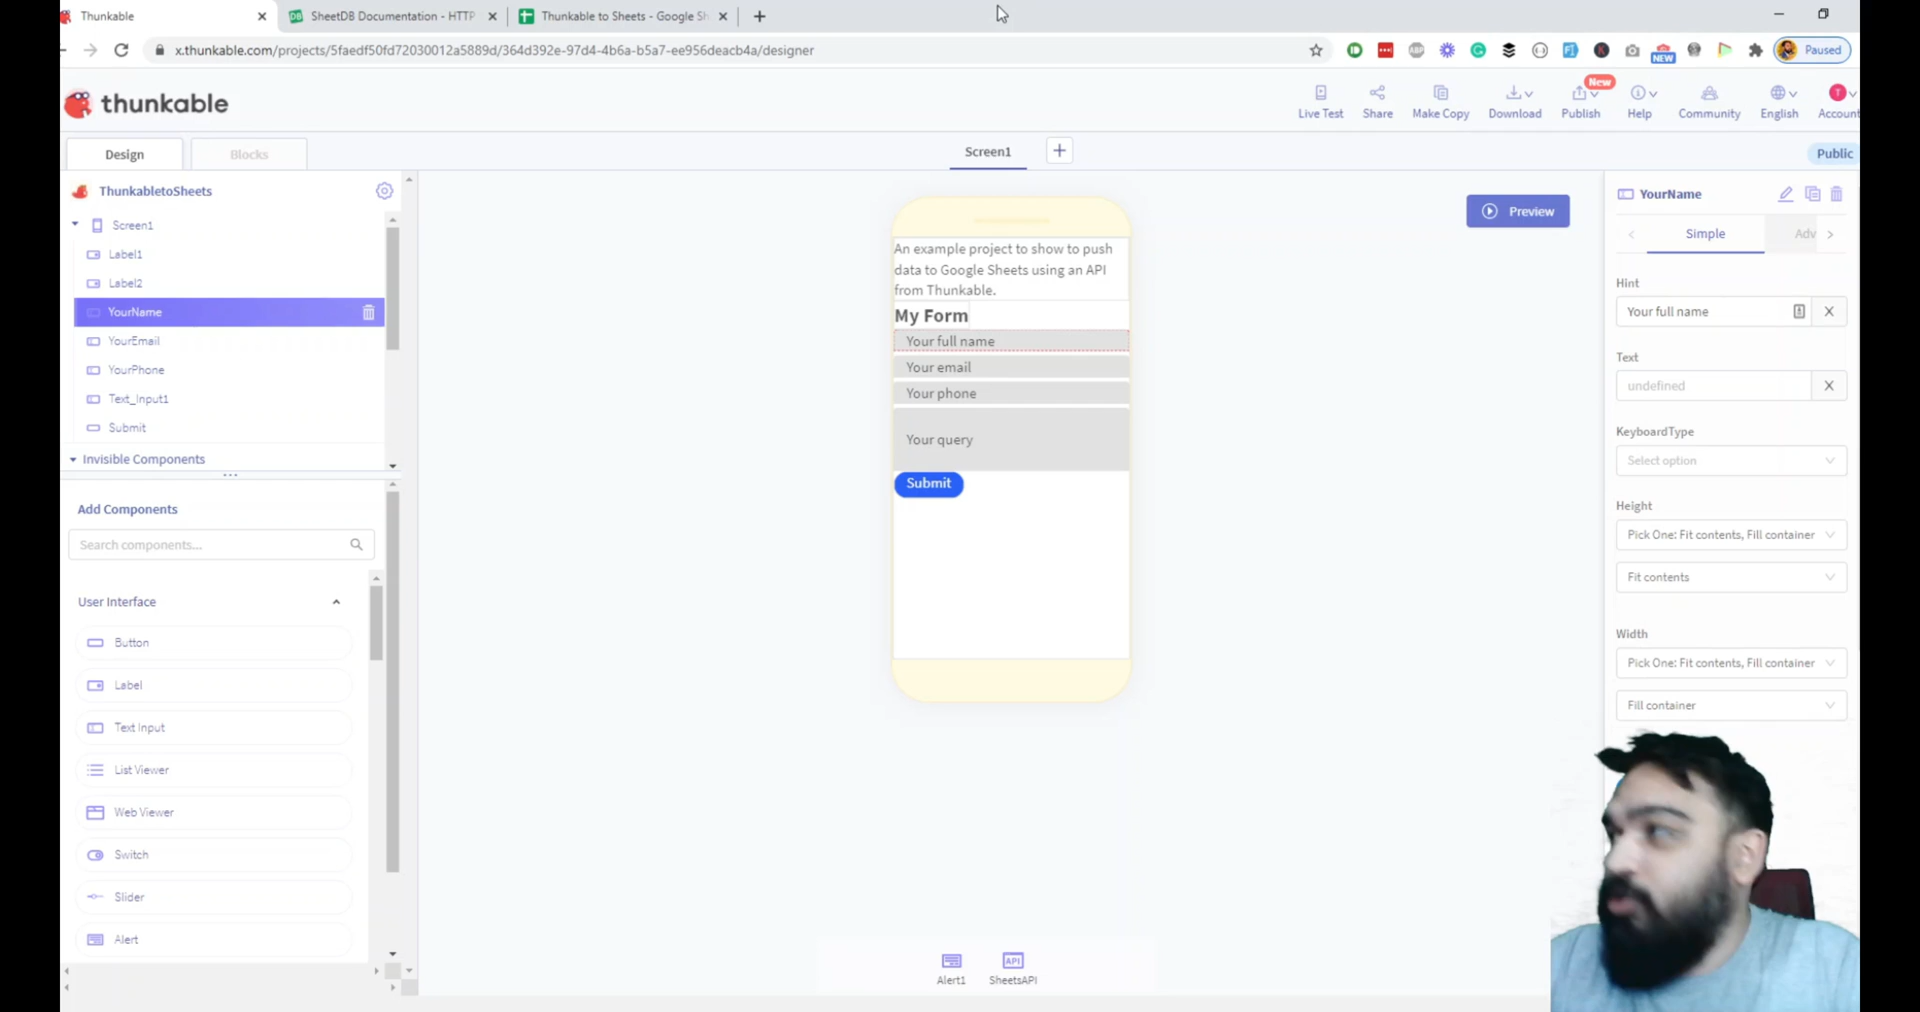 Thunkable
SheetDB Documentation - HTTP
Thunkable to Sheets - Google Sh
x.thunkable.com/projects/5faedf50fd72030012a5889d/364d392e-97d4-4b6a-b5a7-ee956deacb4a/designer
NEW
Paused
thunkable
Live Test
Share
Make Copy
Download
New
Publish
Help
Community
English
T
Account
Design
Blocks
Screen1
Public
ThunkabletoSheets
Screen1
Label1
Label2
YourName
YourEmail
YourPhone
Text_Input1
Submit
Invisible Components
Add Components
Search components...
User Interface
Button
Label
Text Input
List Viewer
Web Viewer
Switch
Slider
Alert
Preview
An example project to show to push
data to Google Sheets using an API
from Thunkable.
My Form
Your full name
Your email
Your phone
Your query
Submit
Alert1
API
SheetsAPI
YourName
Simple
Adv
Hint
Your full name
Text
undefined
KeyboardType
Select option
Height
Pick One: Fit contents, Fill container
Fit contents
Width
Pick One: Fit contents, Fill container
Fill container